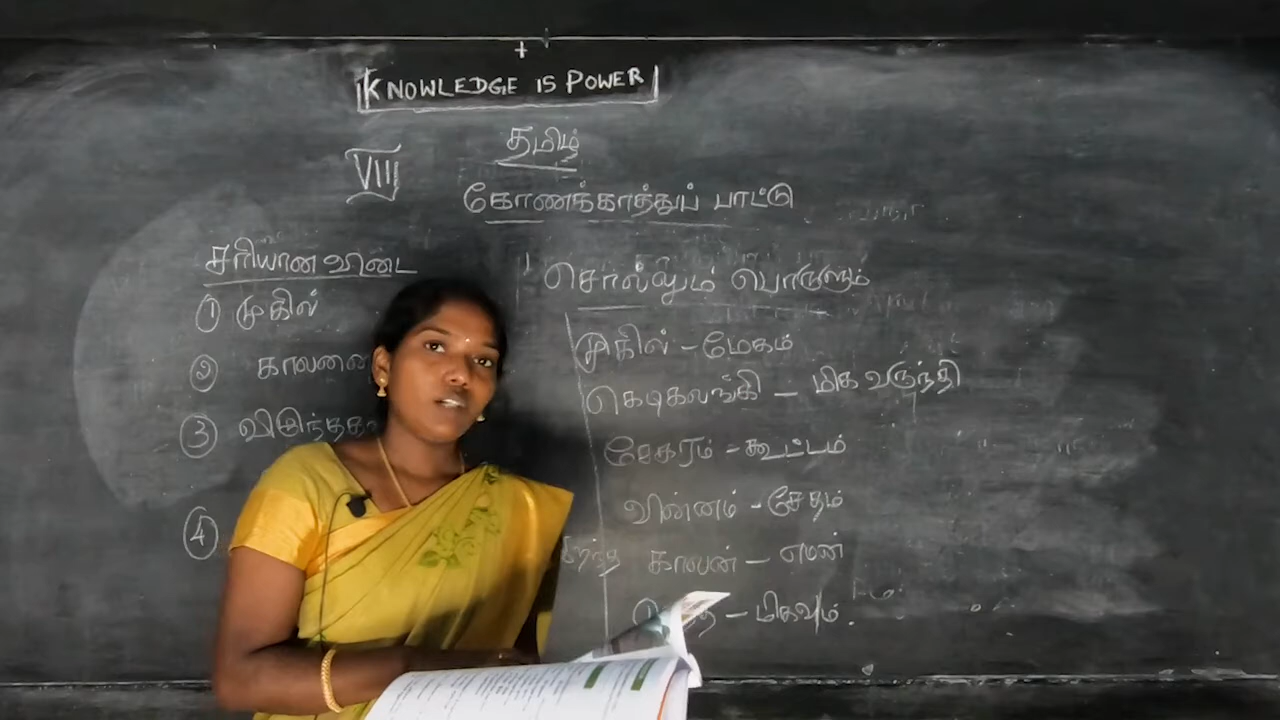 KNOWLEDGE IS POWER
தமிழ்
VIII
கோணக்காத்துப் பாட்டு
சரியான விடை
① முகில்
② காலனை
③
④
சொல்லும் பொருளும்
முகில் - மேகம்
கெடிகலங்கி - மிக வருந்தி
சேகரம் - கூட்டம்
வின்னம் - சேதம்
காலன் - எமன்
- மிகவும்.